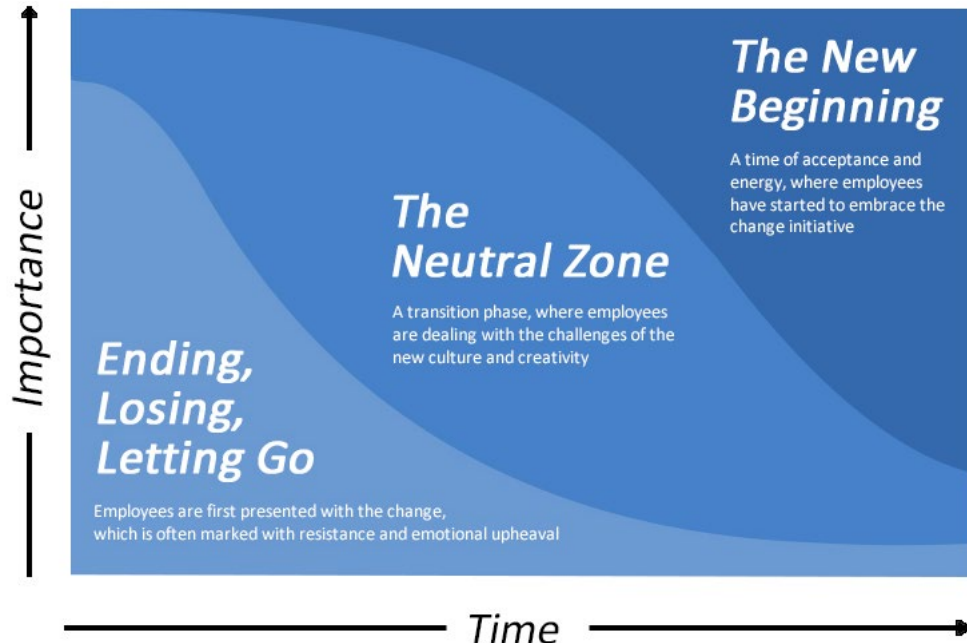 Importance
The New
Beginning
A time of acceptance and
energy, where employees
have started to embrace the
change initiative
The
Neutral Zone
A transition phase, where employees
are dealing with the challenges of the
new culture and creativity
Ending,
Losing,
Letting Go
Employees are first presented with the change,
which is often marked with resistance and emotional upheaval
Time